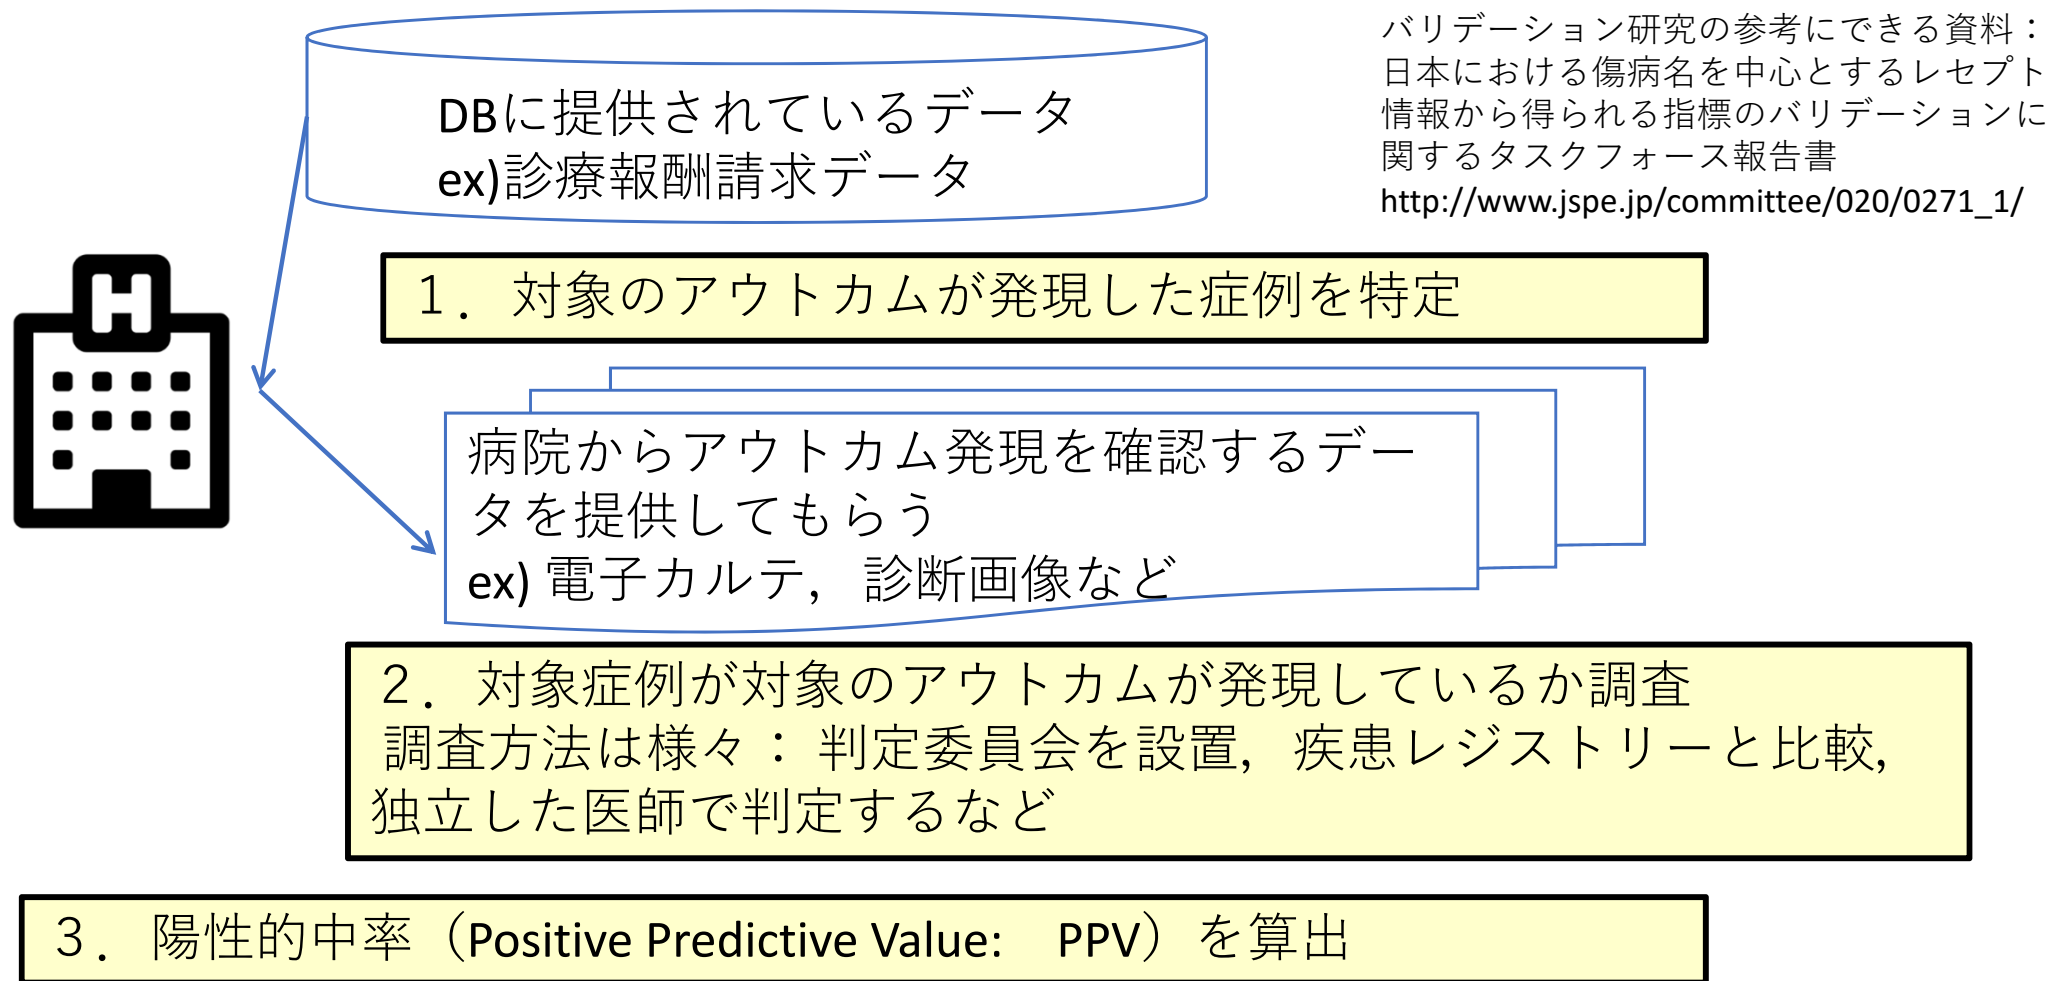 DBに提供されているデータ
ex)診療報酬請求データ
バリデーション研究の参考にできる資料：
日本における傷病名を中心とするレセプト
情報から得られる指標のバリデーションに
関するタスクフォース報告書
http://www.jspe.jp/committee/020/0271_1/
１．対象のアウトカムが発現した症例を特定
病院からアウトカム発現を確認するデー
タを提供してもらう
ex) 電子カルテ，診断画像など
２．対象症例が対象のアウトカムが発現しているか調査
調査方法は様々： 判定委員会を設置，疾患レジストリーと比較，
独立した医師で判定するなど
３．陽性的中率（Positive Predictive Value:　PPV）を算出